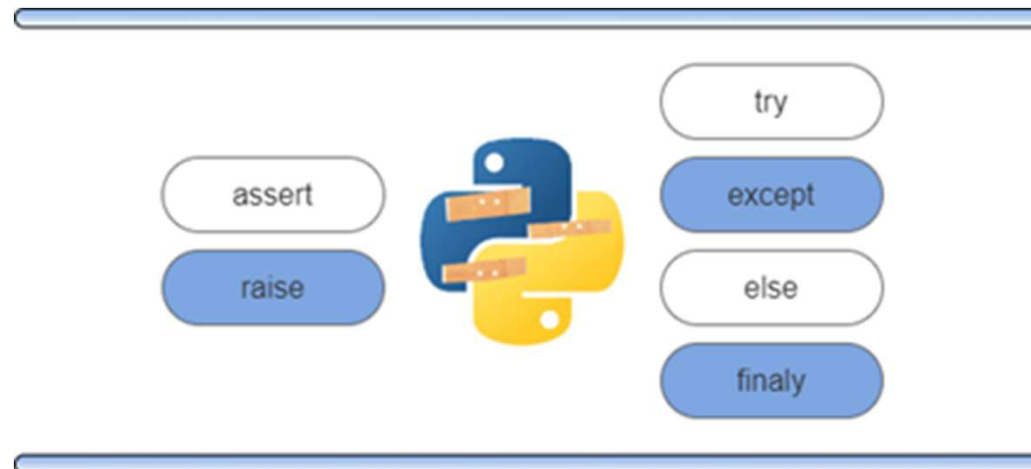 assert
raise
try
except
else
finaly